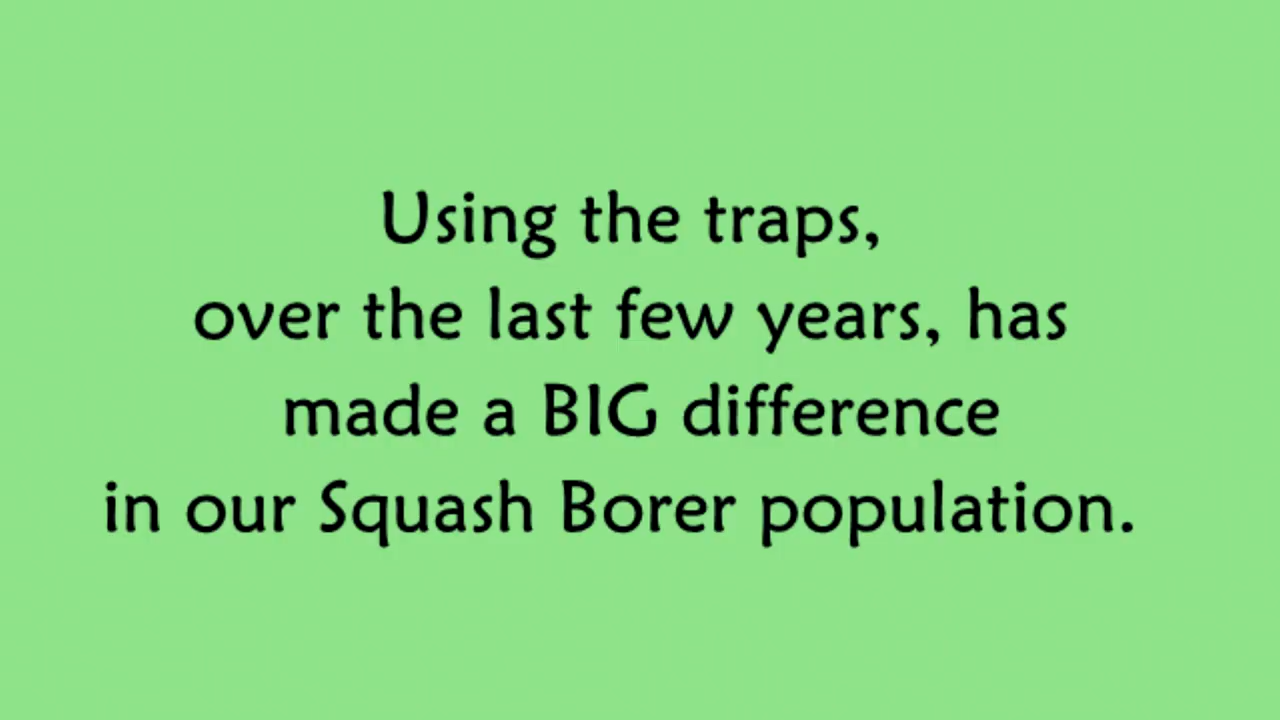 Using the traps,
over the last few years, has
made a BIG difference
in our Squash Borer population.